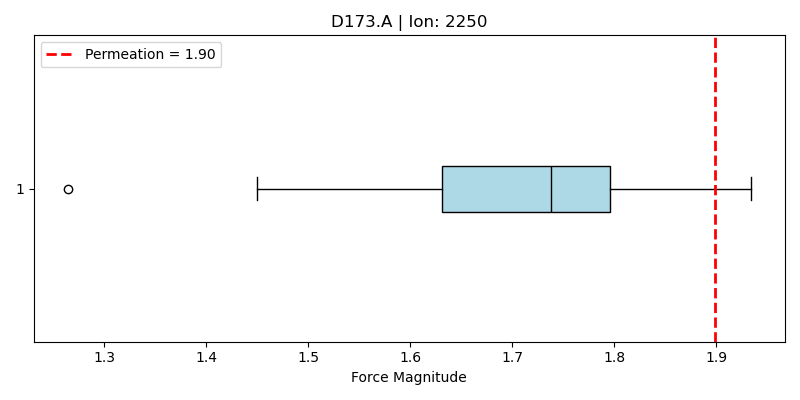 D173.A | Ion: 2250
Permeation = 1.90
1
1.3 1.4 1.5 1.6 1.7 1.8 1.9
Force Magnitude